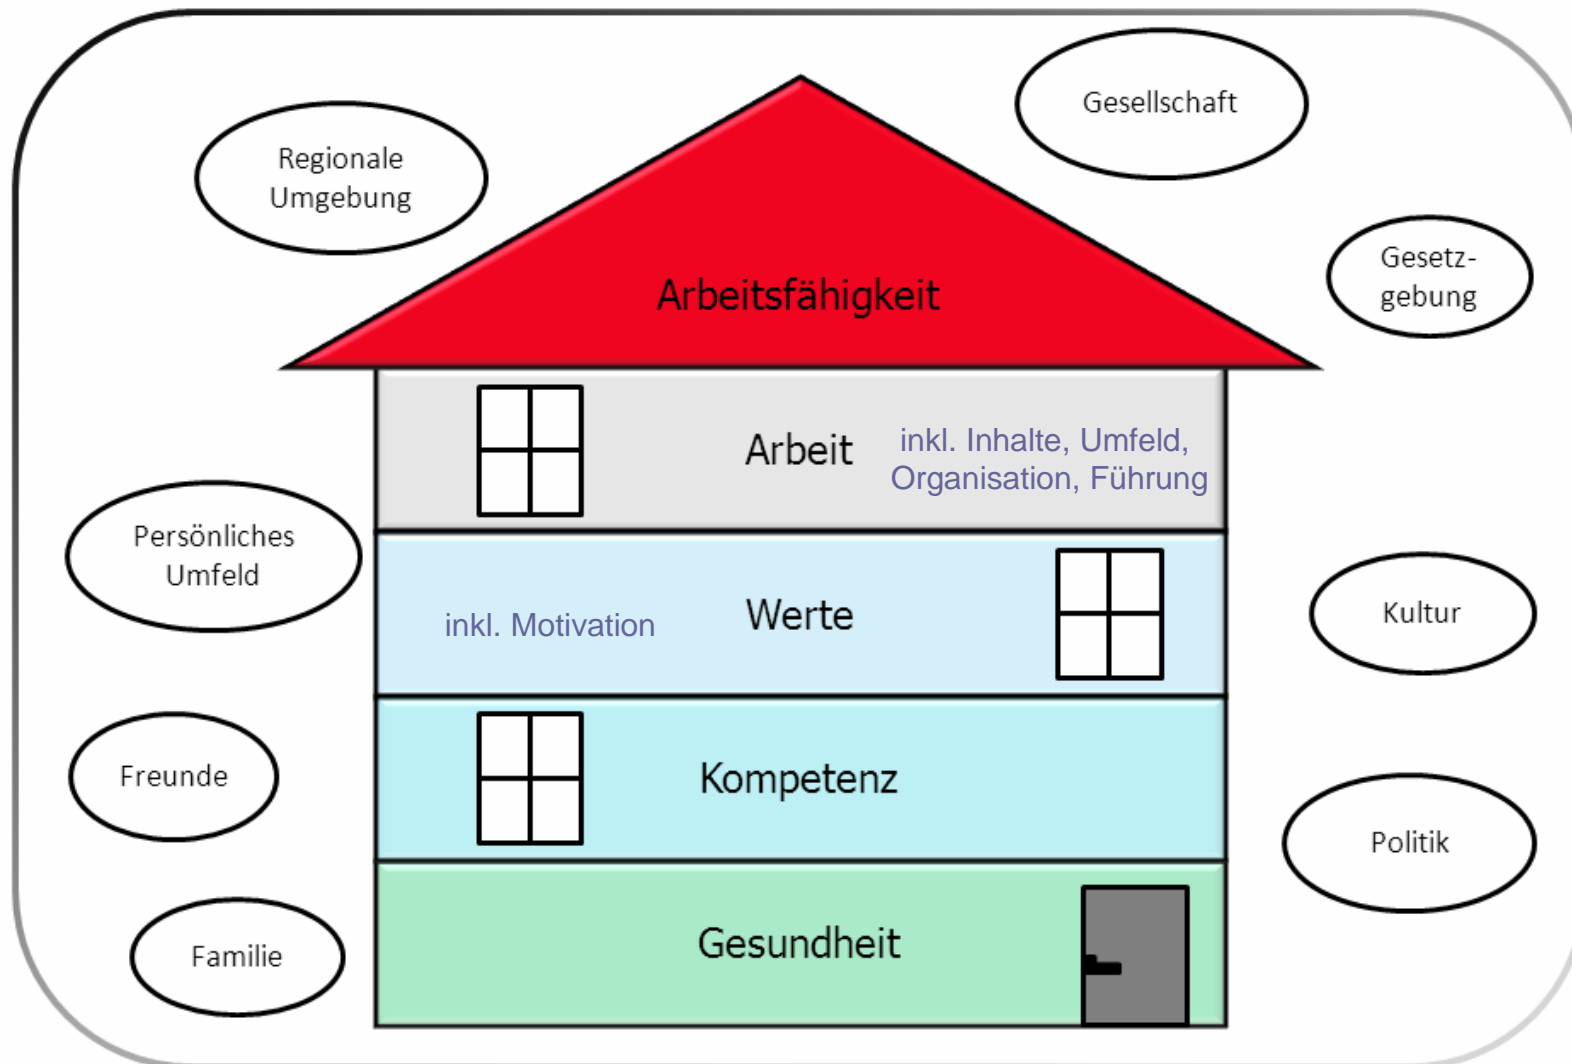 Gesellschaft
Regionale
Umgebung
Gesetz-
gebung
Arbeitsfähigkeit
Arbeit
inkl. Inhalte, Umfeld,
Organisation, Führung
Persönliches
Umfeld
inkl. Motivation
Werte
Kultur
Freunde
Kompetenz
Politik
Familie
Gesundheit